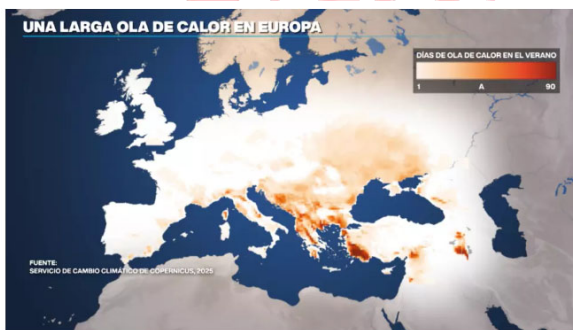 UNA LARGA OLA DE CALOR EN EUROPA
DÍAS DE OLA DE CALOR EN EL VERANO
1 A 90
FUENTE:
SERVICIO DE CAMBIO CLIMÁTICO DE COPERNICUS, 2025